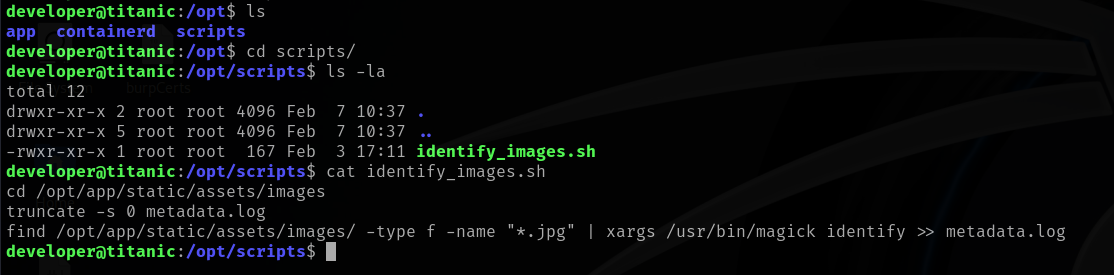 developer@titanic:/opt$ ls
app  containerd  scripts
developer@titanic:/opt$ cd scripts/
developer@titanic:/opt/scripts$ ls -la
total 12
drwxr-xr-x 2 root root 4096 Feb  7 10:37 .
drwxr-xr-x 5 root root 4096 Feb  7 10:37 ..
-rwxr-xr-x 1 root root  167 Feb  3 17:11 identify_images.sh
developer@titanic:/opt/scripts$ cat identify_images.sh
cd /opt/app/static/assets/images
truncate -s 0 metadata.log
find /opt/app/static/assets/images/ -type f -name "*.jpg" | xargs /usr/bin/magick identify >> metadata.log
developer@titanic:/opt/scripts$